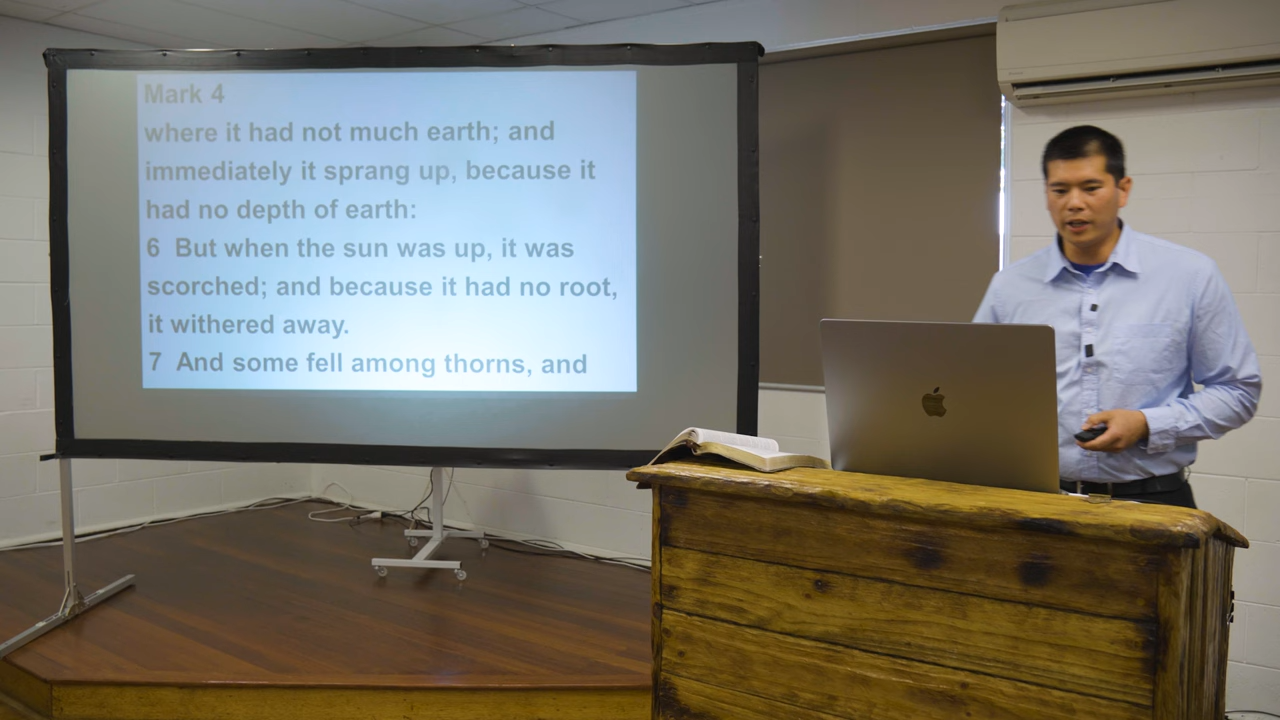 Mark 4
where it had not much earth; and
immediately it sprang up, because it
had no depth of earth:
6 But when the sun was up, it was
scorched; and because it had no root,
it withered away.
7 And some fell among thorns, and